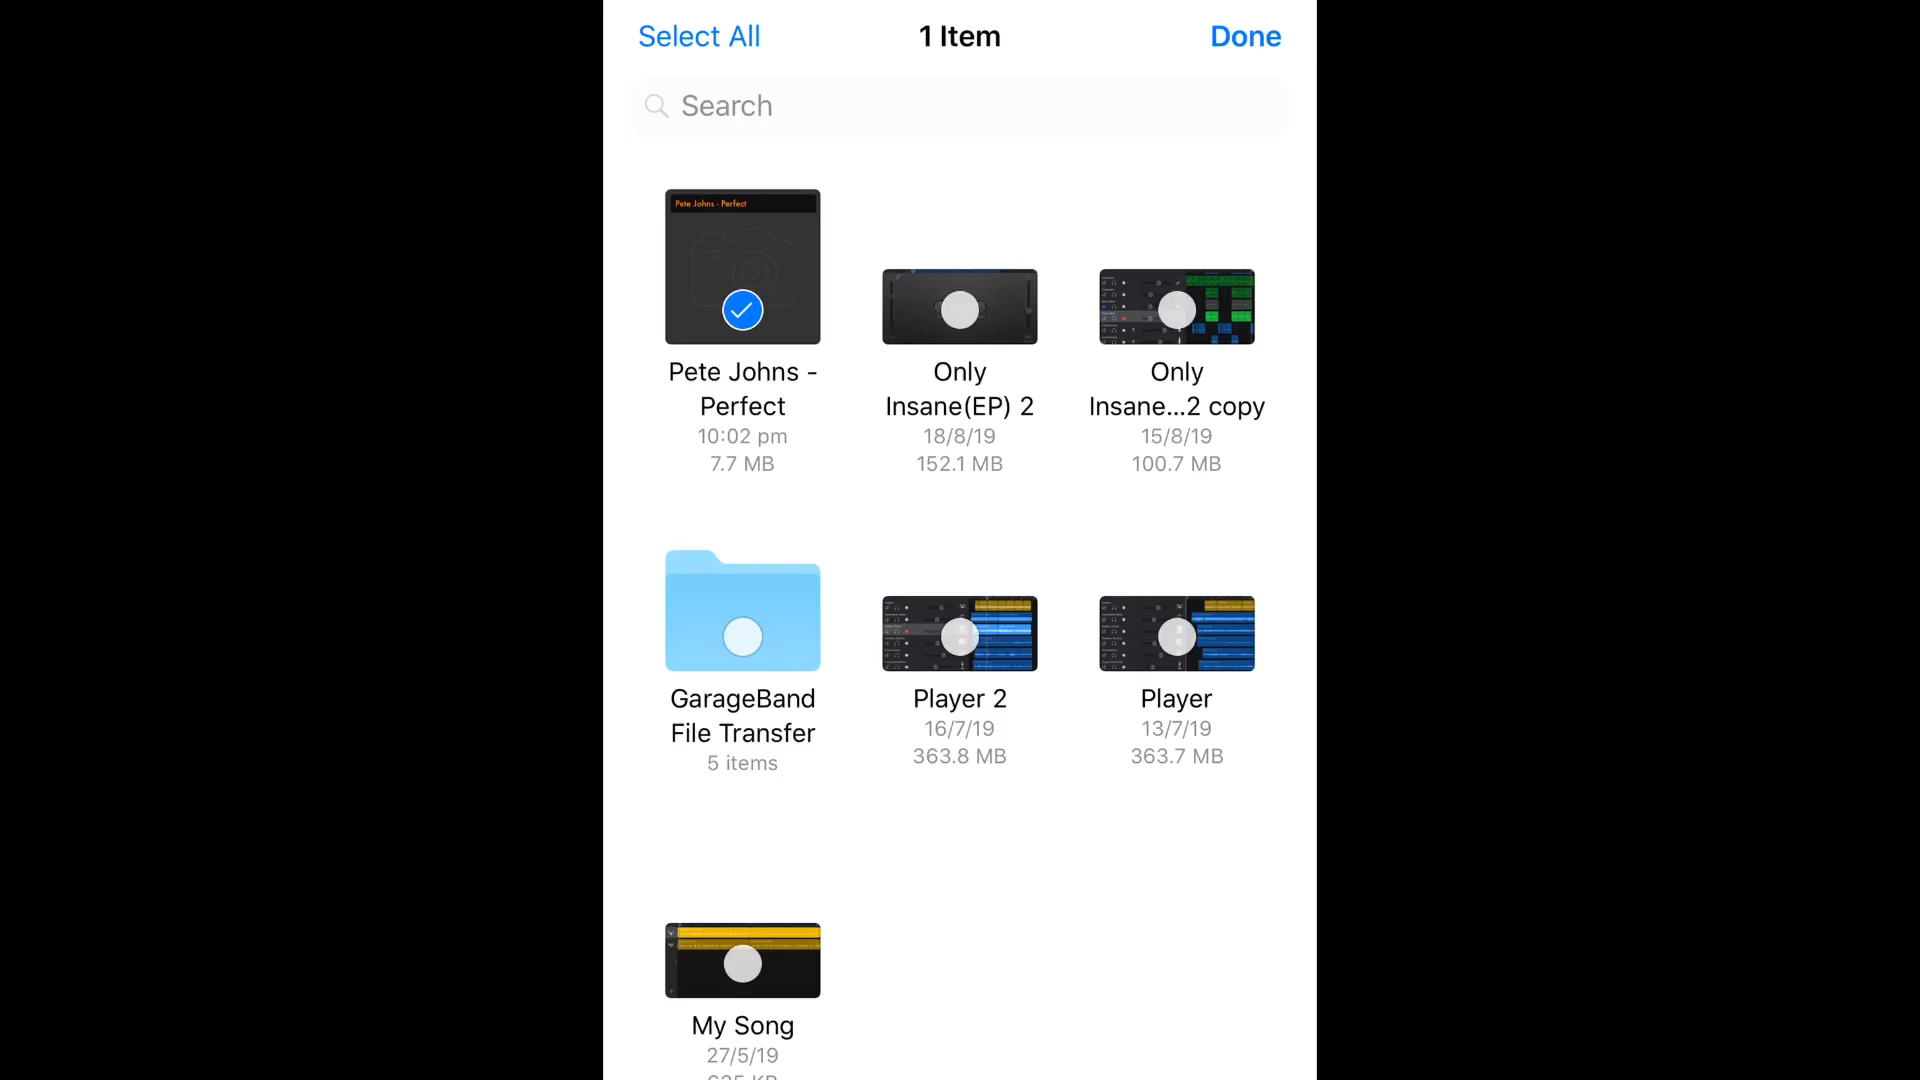 Select All
1 Item
Done
Search
Pete Johns - Perfect
Pete Johns -
Perfect
10:02 pm
7.7 MB
Only
Insane(EP) 2
18/8/19
152.1 MB
Only
Insane...2 copy
15/8/19
100.7 MB
GarageBand
File Transfer
5 items
Player 2
16/7/19
363.8 MB
Player
13/7/19
363.7 MB
My Song
27/5/19